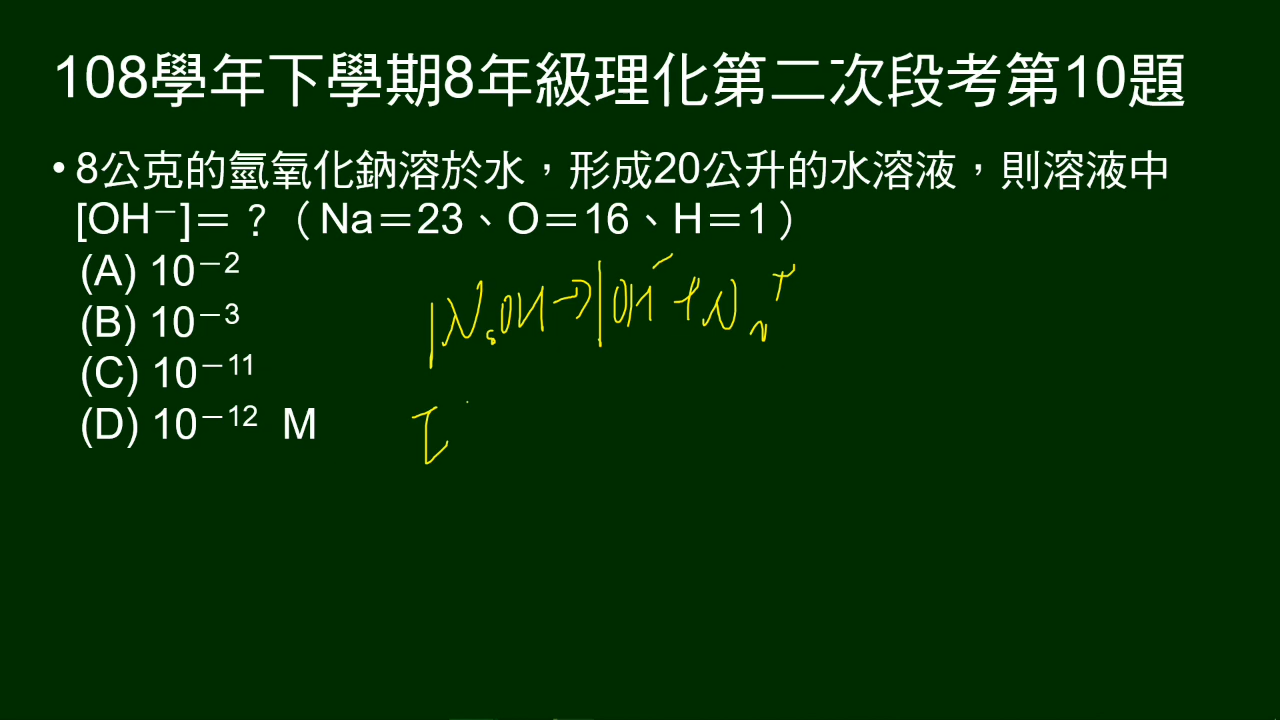 108學年下學期8年級理化第二次段考第10題
•8公克的氫氧化鈉溶於水，形成20公升的水溶液，則溶液中
[OH－]＝？（Na＝23、O＝16、H＝1）
(A) 10－2
(B) 10－3
(C) 10－11
(D) 10－12 M
1NaOH→1OH－+Na+